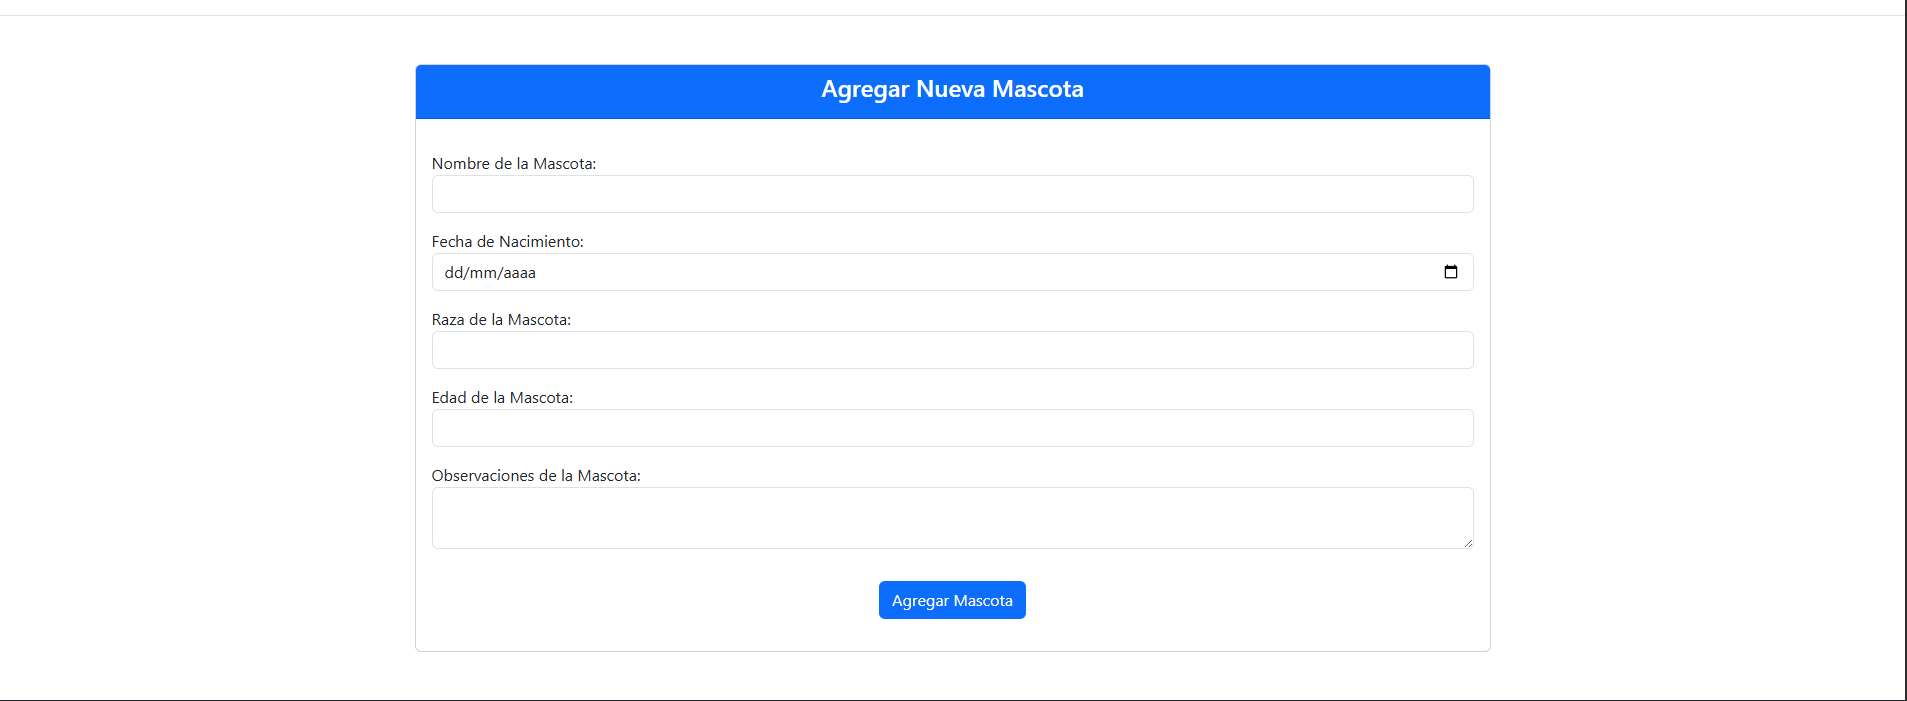 Agregar Nueva Mascota
Nombre de la Mascota:
Fecha de Nacimiento:
dd/mm/aaaa
Raza de la Mascota:
Edad de la Mascota:
Observaciones de la Mascota:
Agregar Mascota